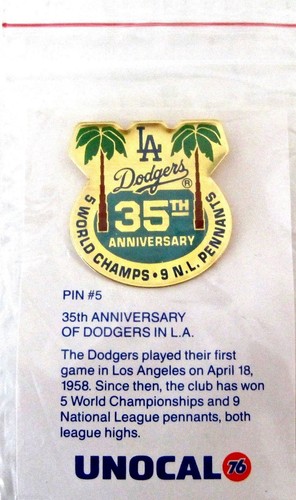 LA
Dodgers®
35TH
ANNIVERSARY
5 WORLD CHAMPS • 9 N.L. PENNANTS
PIN #5
35th ANNIVERSARY
OF DODGERS IN L.A.
The Dodgers played their first
game in Los Angeles on April 18,
1958. Since then, the club has won
5 World Championships and 9
National League pennants, both
league highs.
UNOCAL 76